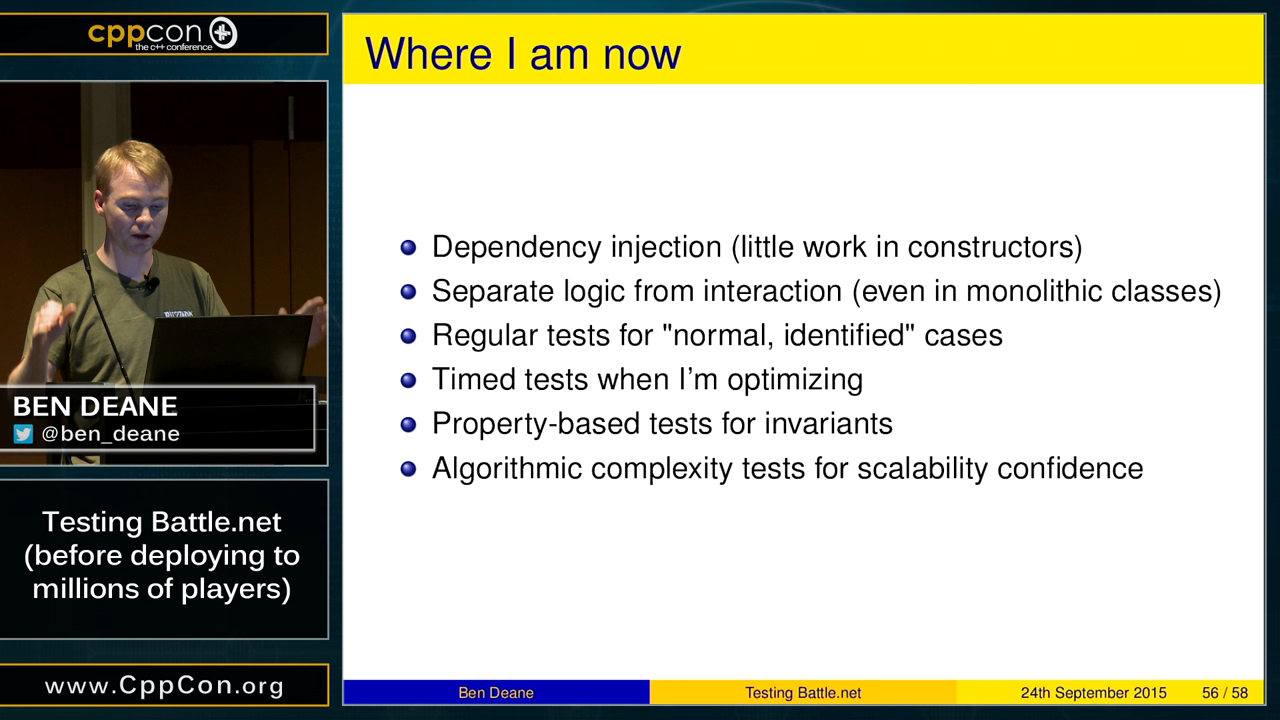 cppcon
the c++ conference
BEN DEANE
@ben_deane
Testing Battle.net
(before deploying to
millions of players)
www.CppCon.org
Where I am now
Dependency injection (little work in constructors)
Separate logic from interaction (even in monolithic classes)
Regular tests for "normal, identified" cases
Timed tests when I'm optimizing
Property-based tests for invariants
Algorithmic complexity tests for scalability confidence
Ben Deane
Testing Battle.net
24th September 2015 56 / 58